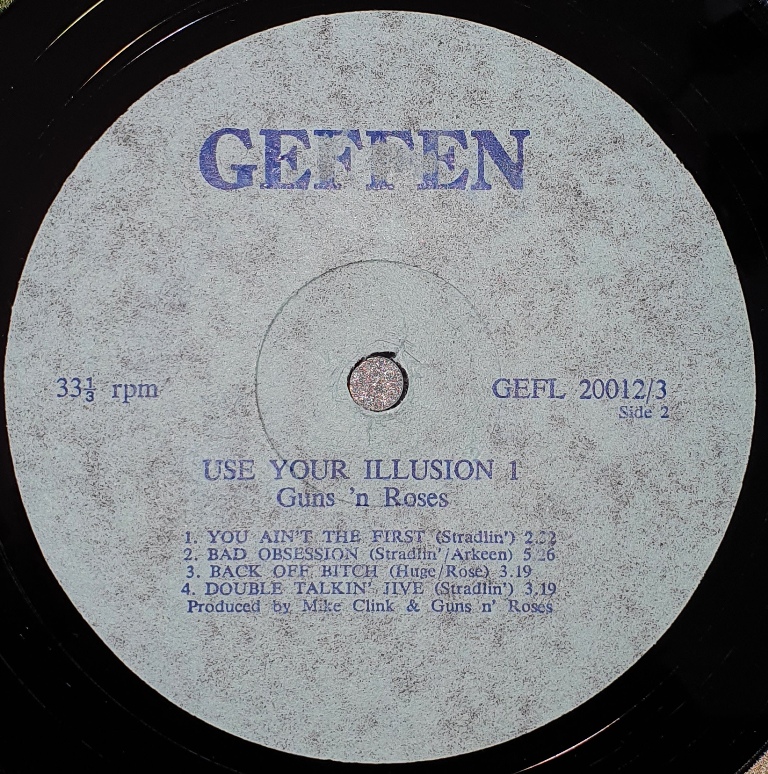 GEFFEN
33⅓ rpm
GEFL 20012/3
Side 2
USE YOUR ILLUSION 1
Guns 'n Roses
1. YOU AIN'T THE FIRST (Stradlin')
2. BAD OBSESSION (Stradlin'/Arkeen) 5.26
3. BACK OFF BITCH (Huge/Rose) 3.19
4. DOUBLE TALKIN' JIVE (Stradlin') 3.19
Produced by Mike Clink & Guns n' Roses